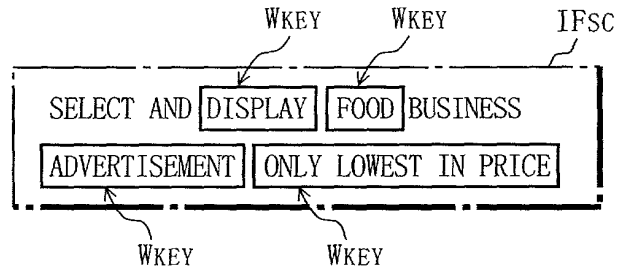 WKEY WKEY IFSC
SELECT AND DISPLAY FOOD BUSINESS
ADVERTISEMENT ONLY LOWEST IN PRICE
WKEY WKEY